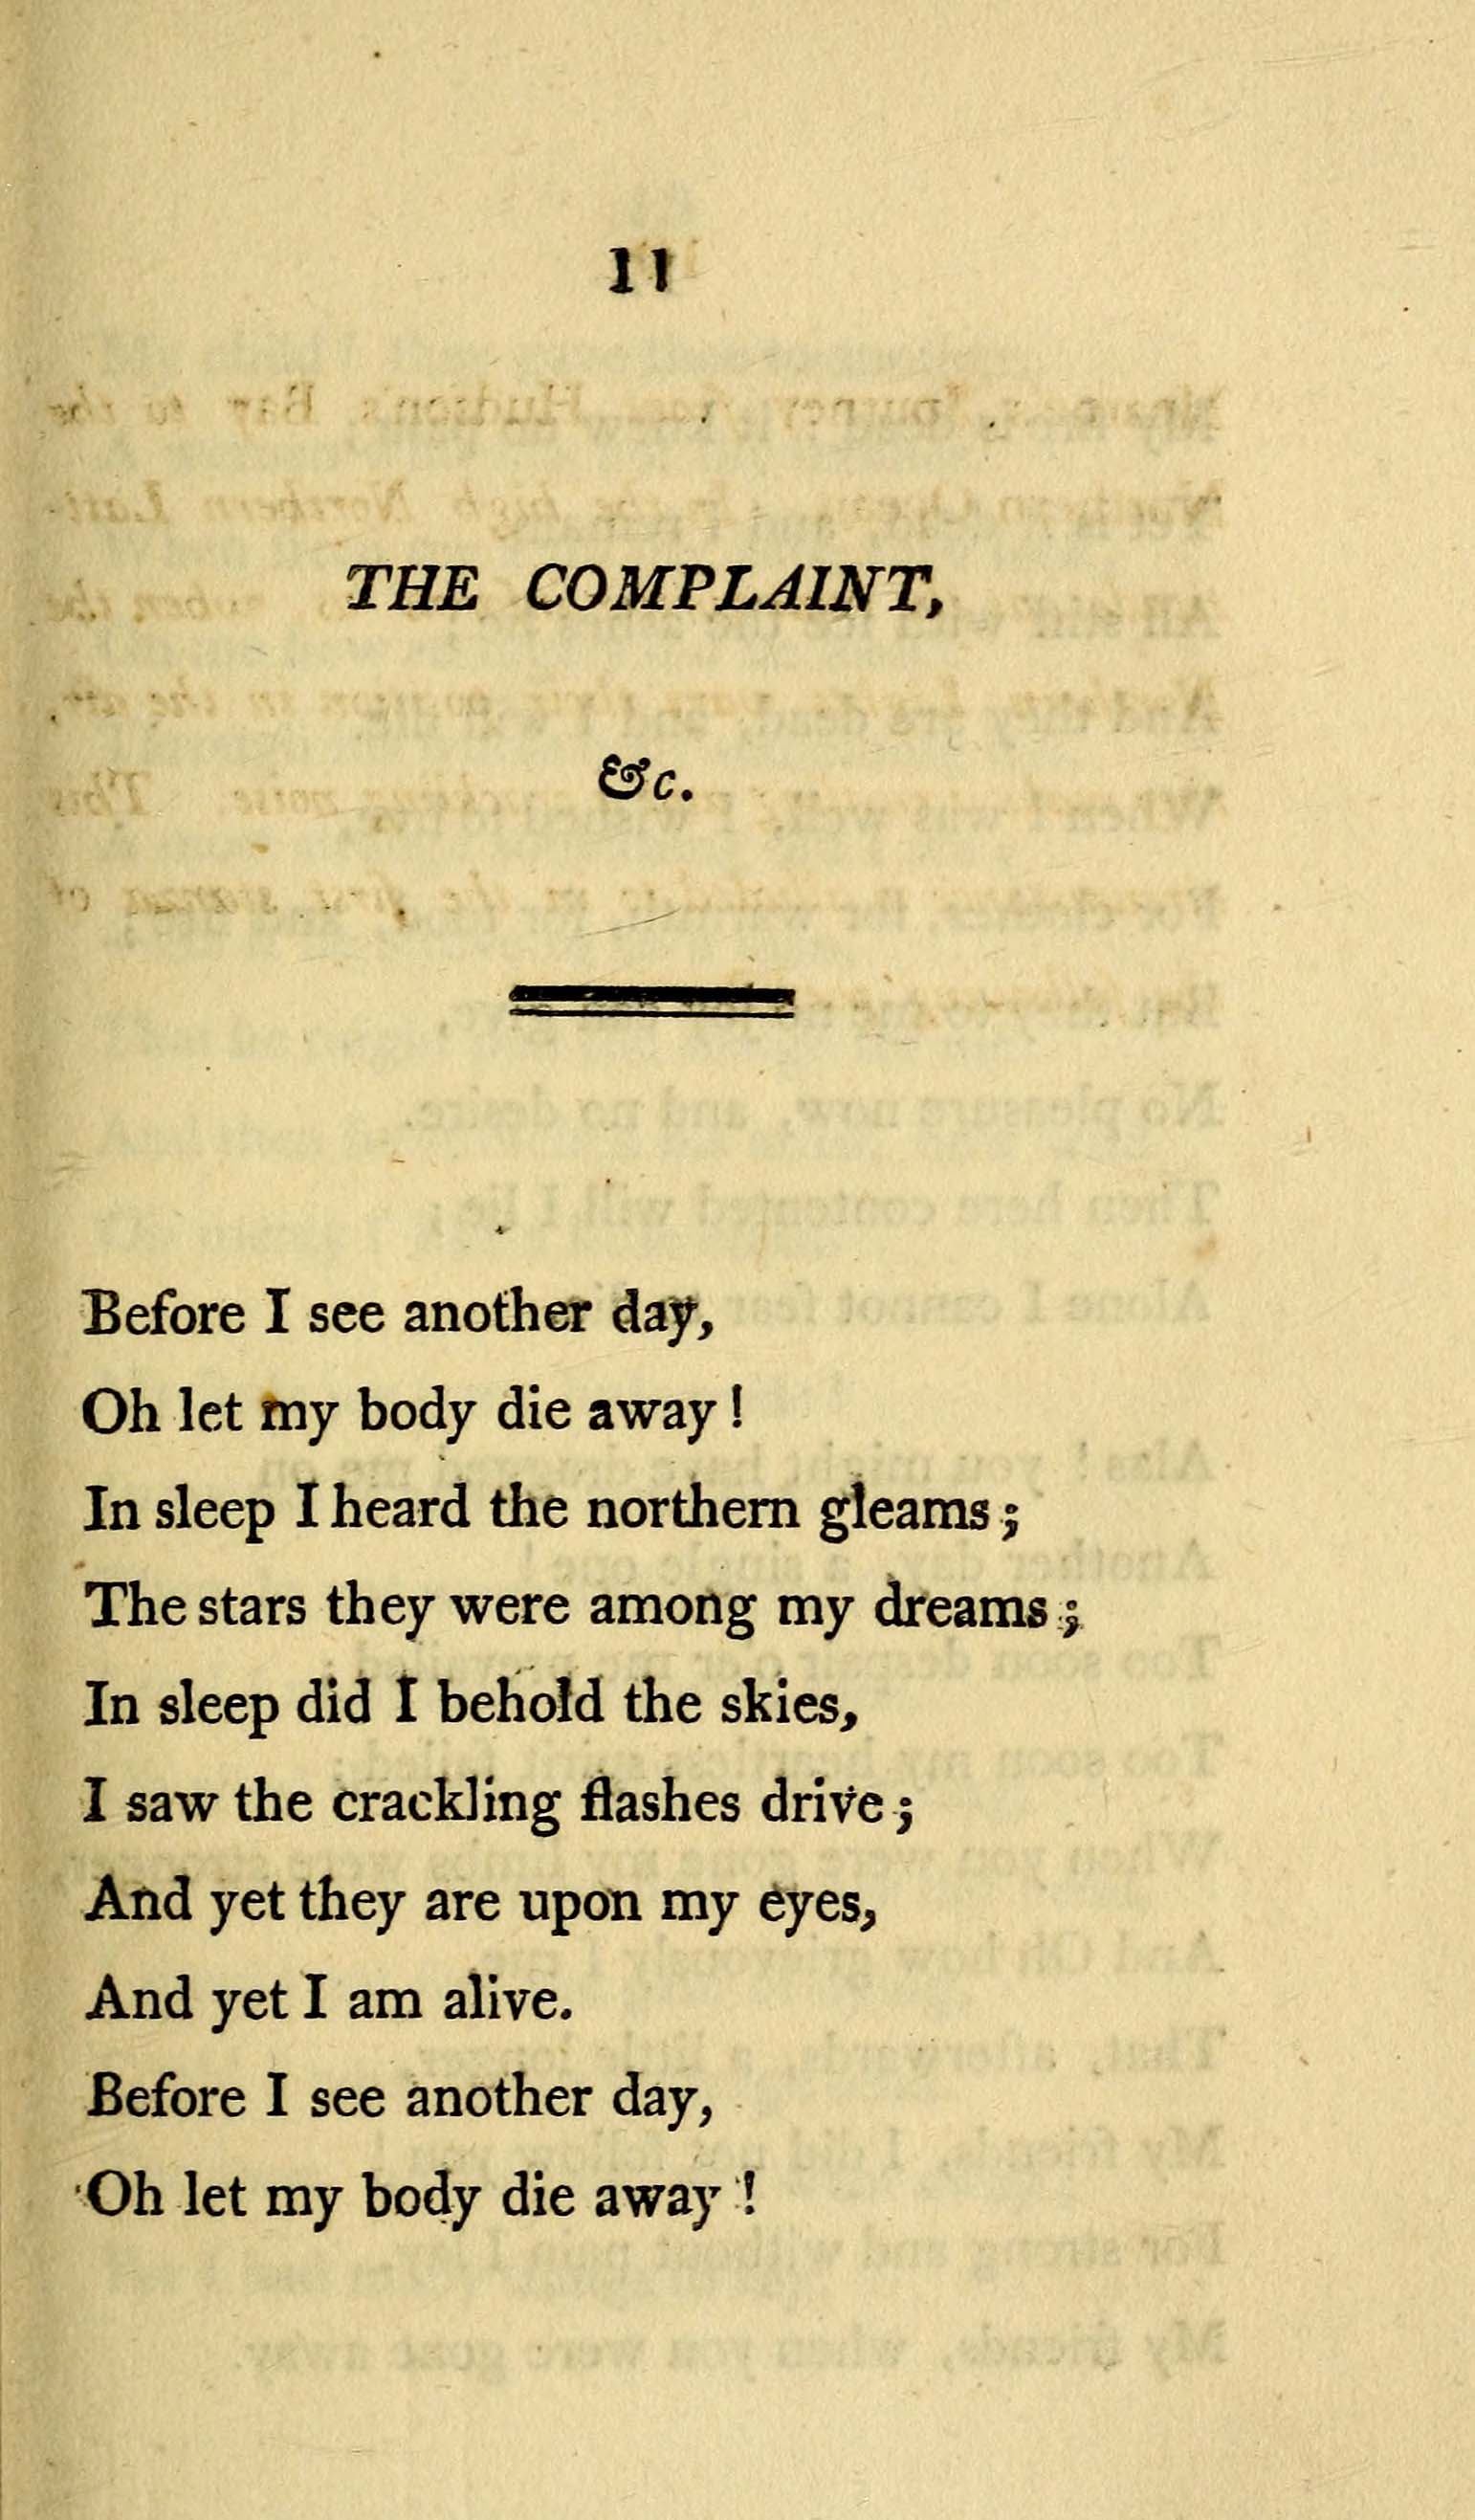 11
THE COMPLAINT,
&c.
Before I see another day,
Oh let my body die away !
In sleep I heard the northern gleams ;
The stars they were among my dreams ;
In sleep did I behold the skies,
I saw the crackling flashes drive ;
And yet they are upon my eyes,
And yet I am alive.
Before I see another day,
Oh let my body die away !